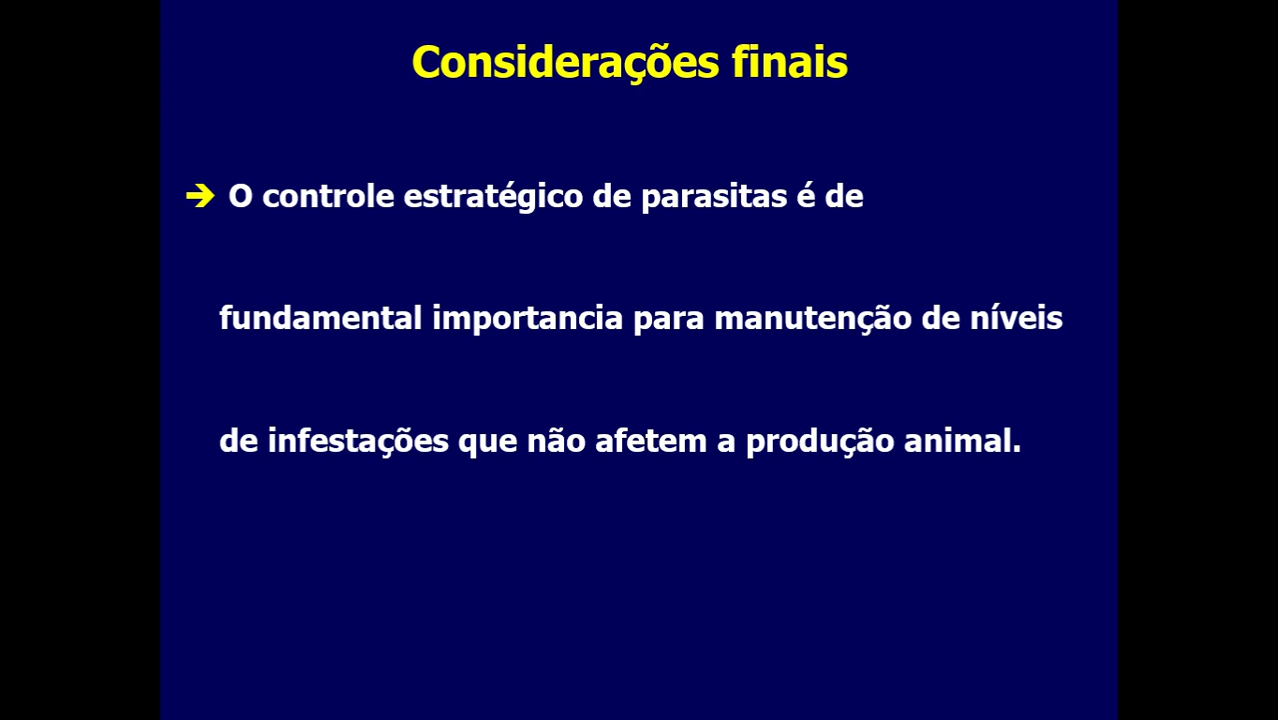 Considerações finais
➔ O controle estratégico de parasitas é de
fundamental importancia para manutenção de níveis
de infestações que não afetem a produção animal.